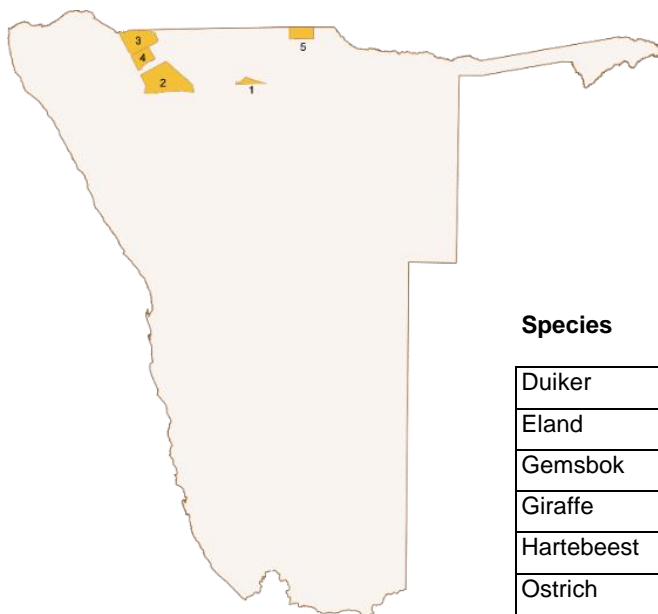 3
5
4
2
1
Species
Duiker
Eland
Gemsbok
Giraffe
Hartebeest
Ostrich